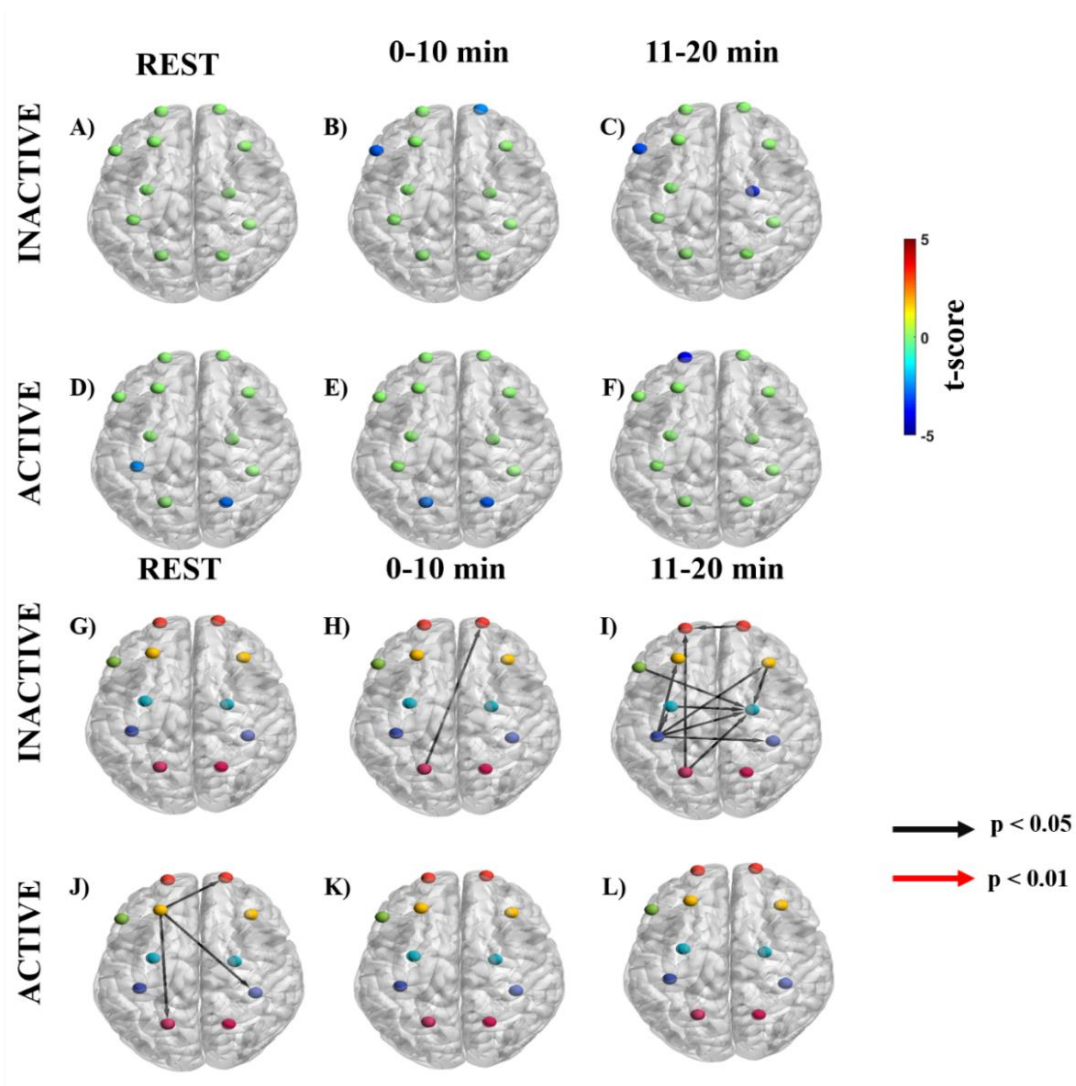 REST
0-10 min
11-20 min
INACTIVE
A)
B)
C)
5
0
-5
t-score
ACTIVE
D)
E)
F)
REST
0-10 min
11-20 min
INACTIVE
G)
H)
I)
p < 0.05
p < 0.01
ACTIVE
J)
K)
L)